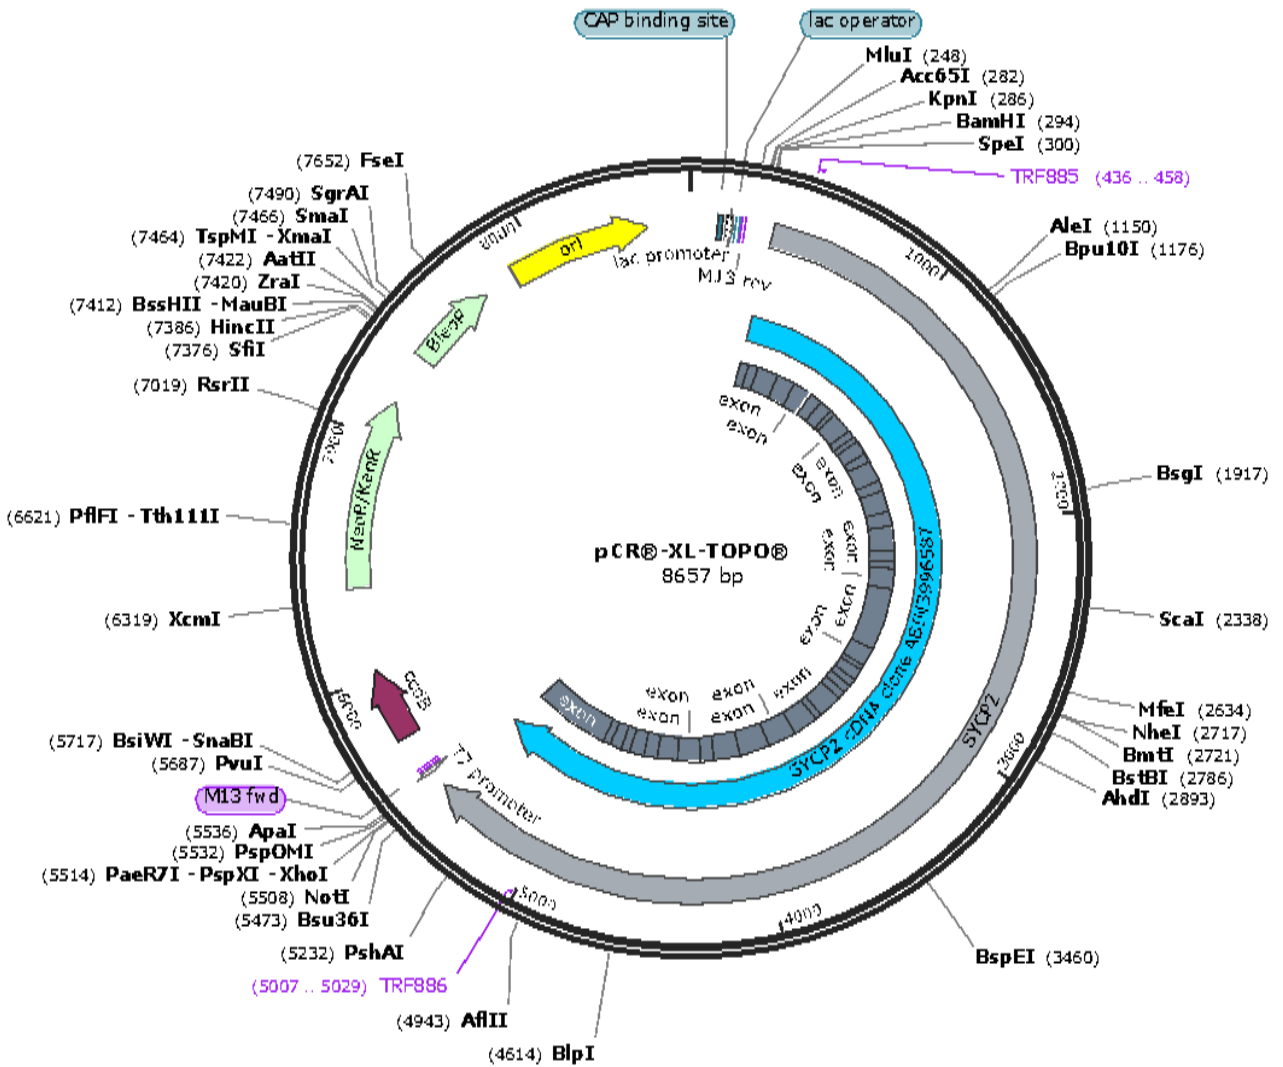 CAP binding site
lac operator
MluI (248)
Acc65I (282)
KpnI (286)
BamHI (294)
SpeI (300)
TRF885 (436 .. 458)
AleI (1150)
Bpu10I (1176)
BsgI (1917)
ScaI (2338)
MfeI (2634)
NheI (2717)
BmtI (2721)
BstBI (2786)
AhdI (2893)
BspEI (3460)
(4614) BlpI
(4943) AflII
(5007 .. 5029) TRF886
(5232) PshAI
(5473) Bsu36I
(5508) NotI
(5514) PaeR7I - PspXI - XhoI
(5532) PspOMI
(5536) ApaI
M13 fwd
(5687) PvuI
(5717) BsiWI - SnaBI
(6319) XcmI
(6621) PflFI - Tth111I
(7019) RsrII
(7376) SfiI
(7386) HincII
(7412) BssHII - MauBI
(7420) ZraI
(7422) AatII
(7464) TspMI - XmaI
(7466) SmaI
(7490) SgrAI
(7652) FseI
1000
2000
3000
4000
5000
6000
7000
8000
ori
lac promoter
M13 rev
BleoR
NeoR/KanR
ccdB
T7 promoter
SYCP2
exon
exon
exon
exon
exon
exon
exon
exon
exon
exon
exon
exon
exon
exon
pCR®-XL-TOPO®
8657 bp